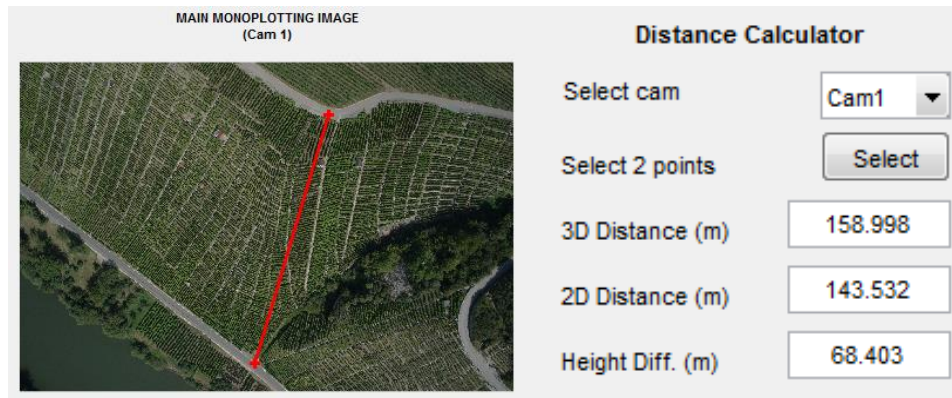 MAIN MONOPLOTTING IMAGE
(Cam 1)
Distance Calculator
Select cam
Cam1
Select 2 points
Select
3D Distance (m)
158.998
2D Distance (m)
143.532
Height Diff. (m)
68.403